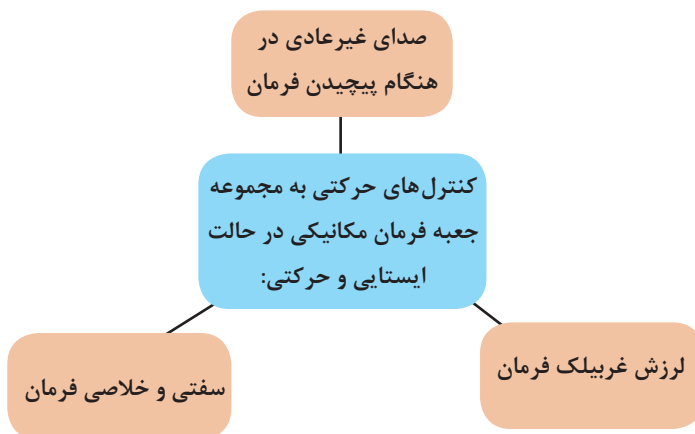 صدای غیرعادی در
هنگام پیچیدن فرمان
کنترل‌های حرکتی به مجموعه
جعبه فرمان مکانیکی در حالت
ایستایی و حرکتی:
لرزش غربیلک فرمان
سفتی و خلاصی فرمان